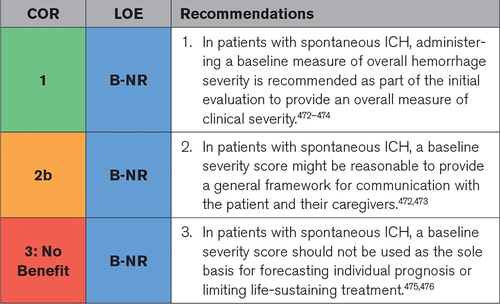 COR LOE Recommendations
1 B-NR 1. In patients with spontaneous ICH, administer-
ing a baseline measure of overall hemorrhage
severity is recommended as part of the initial
evaluation to provide an overall measure of
clinical severity.472–474
2b B-NR 2. In patients with spontaneous ICH, a baseline
severity score might be reasonable to provide
a general framework for communication with
the patient and their caregivers.472,473
3: No Benefit B-NR 3. In patients with spontaneous ICH, a baseline
severity score should not be used as the sole
basis for forecasting individual prognosis or
limiting life-sustaining treatment.475,476